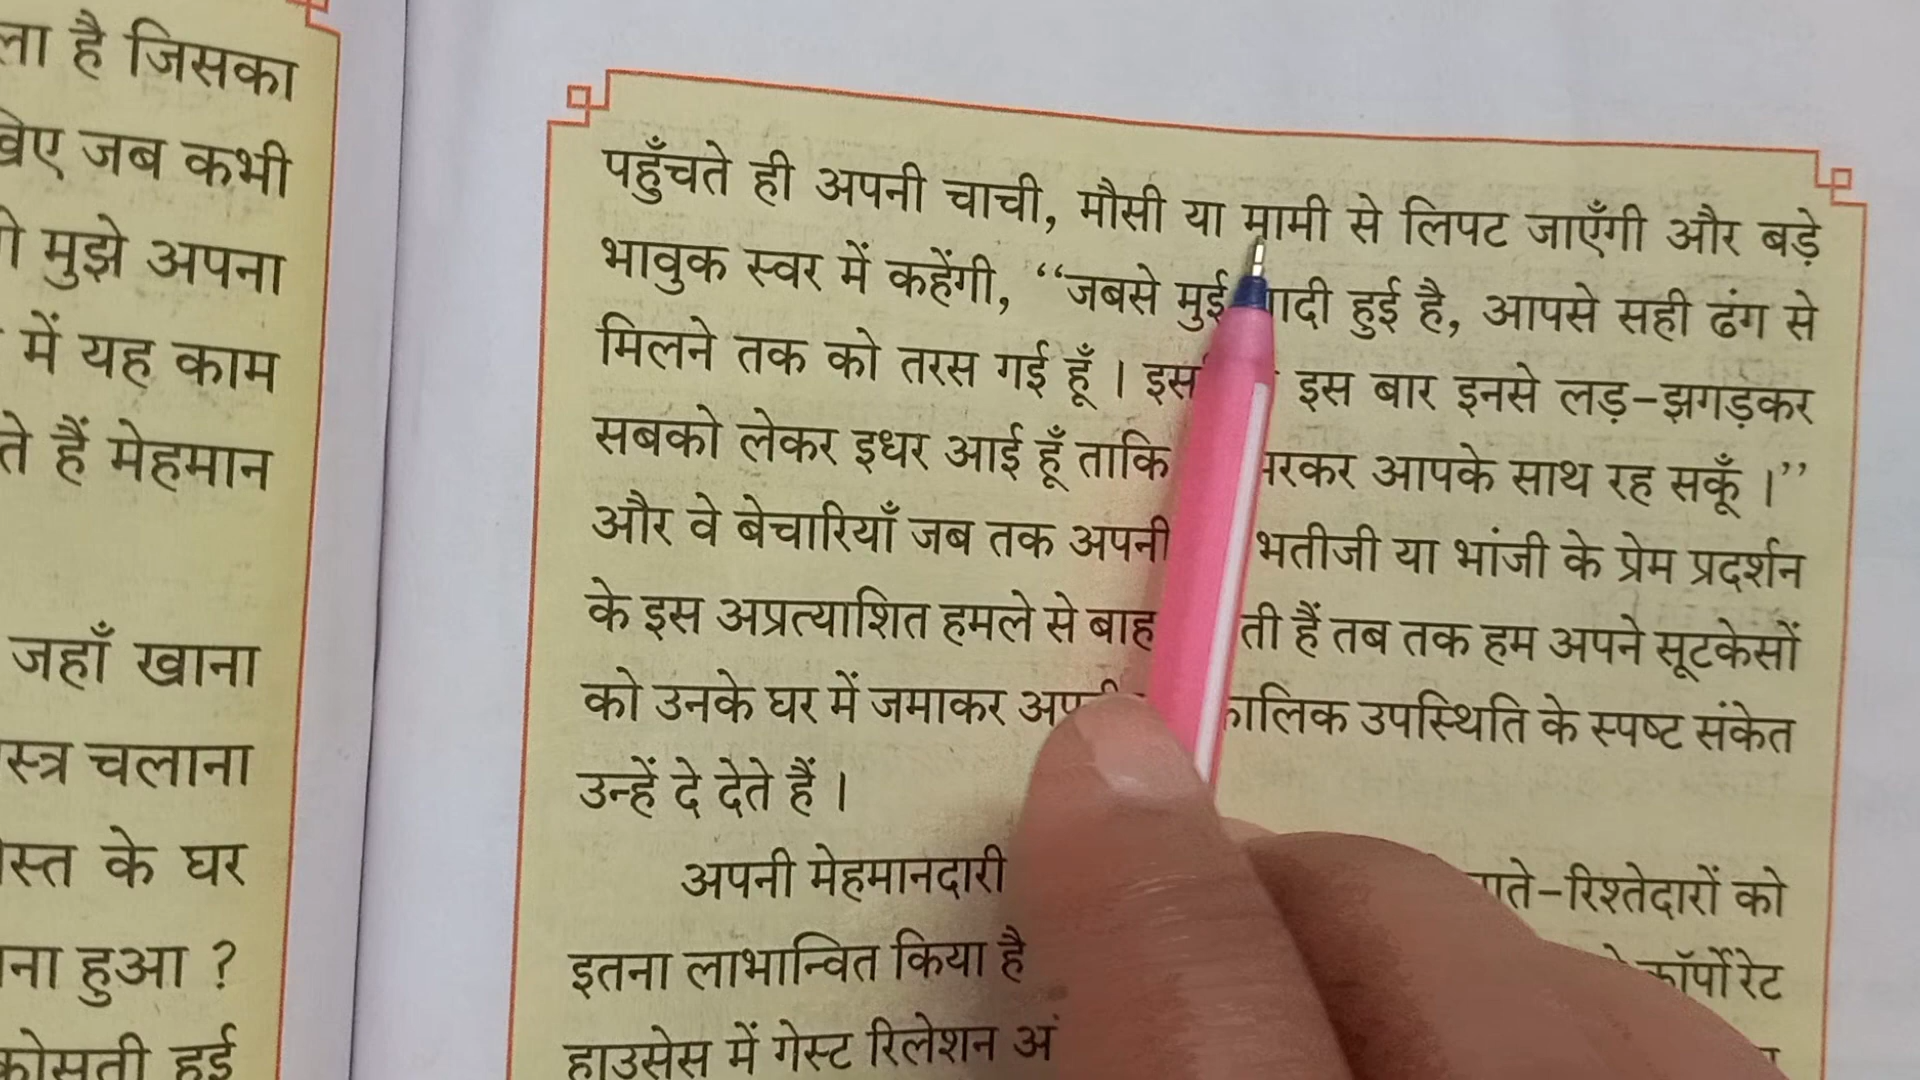 है जिसका
जब कभी
मुझे अपना
में यह काम
हैं मेहमान
जहाँ खाना
चलाना
के घर
हुआ ?
पहुँचते ही अपनी चाची, मौसी या मामी से लिपट जाएँगी और बड़े
भावुक स्वर में कहेंगी, “जबसे मुई हुई है, आपसे सही ढंग से
मिलने तक को तरस गई हूँ । इस बार इनसे लड़-झगड़कर
सबको लेकर इधर आई हूँ ताकि आपके साथ रह सकूँ ।”
और वे बेचारियाँ जब तक अपनी भतीजी या भांजी के प्रेम प्रदर्शन
के इस अप्रत्याशित हमले से हैं तब तक हम अपने सूटकेसों
को उनके घर में जमाकर उपस्थिति के स्पष्ट संकेत
उन्हें दे देते हैं ।
अपनी मेहमानदारी रिश्तेदारों को
इतना लाभान्वित किया है कॉर्पोरेट
हाउसेस में गेस्ट रिलेशन